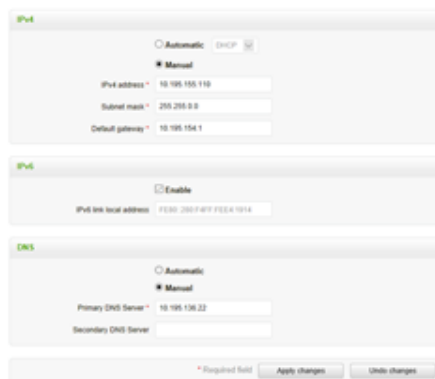 IPv4
Automatic DHCP
Manual
IPv4 address * 10.195.155.110
Subnet mask * 255.255.0.0
Default gateway * 10.195.154.1
IPv6
Enable
IPv6 link local address
DNS
Automatic
Manual
Primary DNS Server * 10.195.136.22
Secondary DNS Server
* Required field Apply changes Undo changes